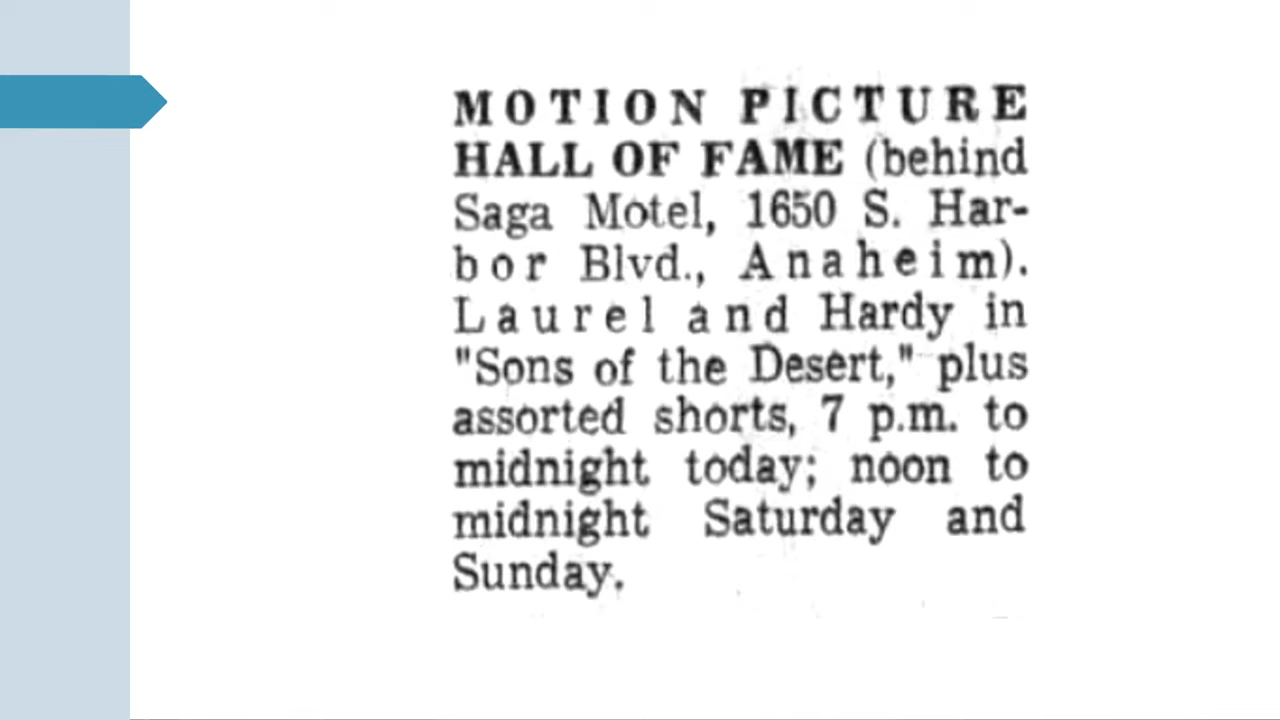 MOTION PICTURE
HALL OF FAME (behind
Saga Motel, 1650 S. Har-
bor Blvd., Anaheim).
Laurel and Hardy in
"Sons of the Desert," plus
assorted shorts, 7 p.m. to
midnight today; noon to
midnight Saturday and
Sunday.